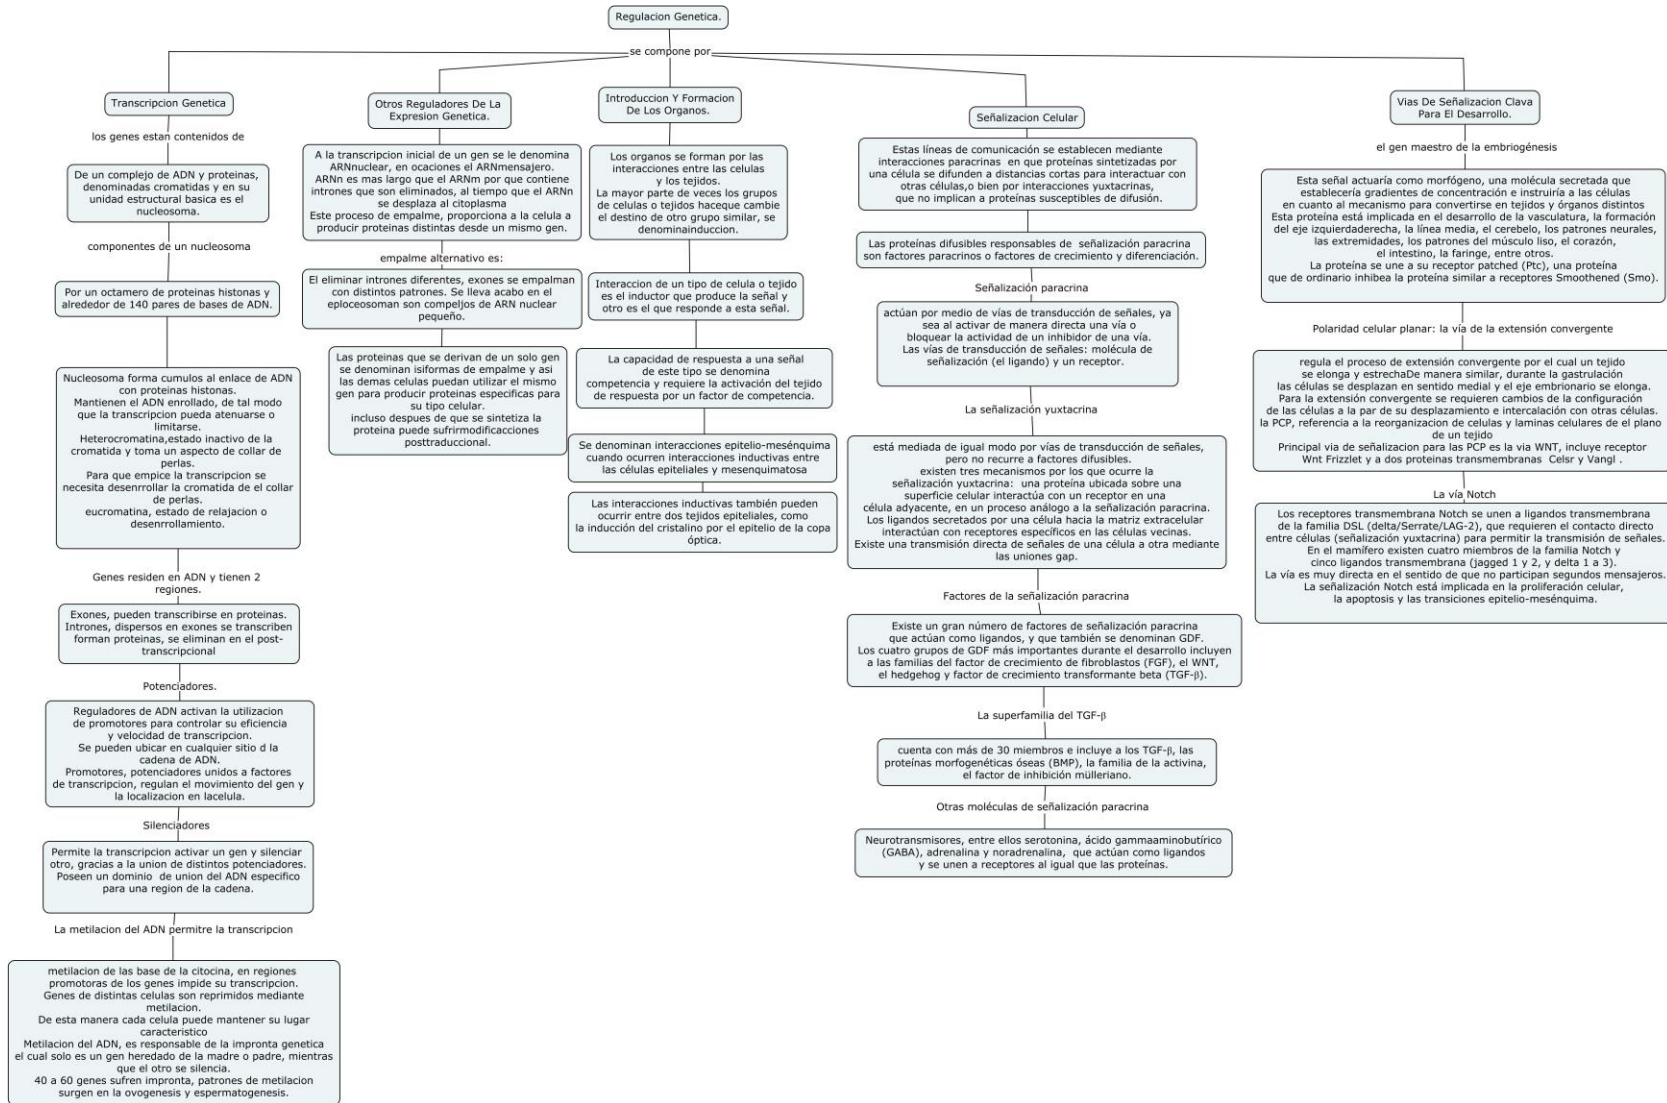 Regulacion Genetica.
se compone por
Transcripcion Genetica
los genes estan contenidos de
De un complejo de ADN y proteinas,
denominadas cromatidas y en su
unidad estructural basica es el
nucleosoma.
componentes de un nucleosoma
Por un octamero de proteinas histonas y
alrededor de 140 pares de bases de ADN.
Nucleosoma forma cumulos al enlace de ADN
con proteinas histonas.
Mantienen el ADN enrollado, de tal modo
que la transcripcion pueda atenuarse o
limitarse.
Heterocromatina,estado inactivo de la
cromatida y toma un aspecto de collar de
perlas.
Para que empice la transcripcion se
necesita desenrrollar la cromatida de el collar
de perlas.
eucromatina, estado de relajacion o
desenrrollamiento.
Genes residen en ADN y tienen 2
regiones.
Exones, pueden transcribirse en proteinas.
Intrones, dispersos en exones se transcriben
forman proteinas, se eliminan en el post-
transcripcional
Potenciadores.
Reguladores de ADN activan la utilizacion
de promotores para controlar su eficiencia
y velocidad de transcripcion.
Se pueden ubicar en cualquier sitio d la
cadena de ADN.
Promotores, potenciadores unidos a factores
de transcripcion, regulan el movimiento del gen y
la localizacion en lacelula.
Silenciadores
Permite la transcripcion activar un gen y silenciar
otro, gracias a la union de distintos potenciadores.
Poseen un dominio de union del ADN especifico
para una region de la cadena.
La metilacion del ADN permitre la transcripcion
metilacion de las base de la citocina, en regiones
promotoras de los genes impide su transcripcion.
Genes de distintas celulas son reprimidos mediante
metilacion.
De esta manera cada celula puede mantener su lugar
caracteristico
Metilacion del ADN, es responsable de la impronta genetica
el cual solo es un gen heredado de la madre o padre, mientras
que el otro se silencia.
40 a 60 genes sufren impronta, patrones de metilacion
surgen en la ovogenesis y espermatogenesis.
Otros Reguladores De La
Expresion Genetica.
A la transcripcion inicial de un gen se le denomina
ARNnuclear, en ocaciones el ARNmensajero.
ARNn es mas largo que el ARNm por que contiene
intrones que son eliminados, al tiempo que el ARNn
se desplaza al citoplasma
Este proceso de empalme, proporciona a la celula a
producir proteinas distintas desde un mismo gen.
empalme alternativo es:
El eliminar intrones diferentes, exones se empalman
con distintos patrones. Se lleva acabo en el
eploceosoman son compeljos de ARN nuclear
pequeño.
Las proteinas que se derivan de un solo gen
se denominan isiformas de empalme y asi
las demas celulas puedan utilizar el mismo
gen para producir proteinas especificas para
su tipo celular.
incluso despues de que se sintetiza la
proteina puede sufrirmodificacciones
posttraduccional.
Introduccion Y Formacion
De Los Organos.
Los organos se forman por las
interacciones entre las celulas
y los tejidos.
La mayor parte de veces los grupos
de celulas o tejidos haceque cambie
el destino de otro grupo similar, se
denominainduccion.
Interaccion de un tipo de celula o tejido
es el inductor que produce la señal y
otro es el que responde a esta señal.
La capacidad de respuesta a una señal
de este tipo se denomina
competencia y requiere la activación del tejido
de respuesta por un factor de competencia.
Se denominan interacciones epitelio-mesénquima
cuando ocurren interacciones inductivas entre
las células epiteliales y mesenquimatosa
Las interacciones inductivas también pueden
ocurrir entre dos tejidos epiteliales, como
la inducción del cristalino por el epitelio de la copa
óptica.
Señalizacion Celular
Estas líneas de comunicación se establecen mediante
interacciones paracrinas en que proteínas sintetizadas por
una célula se difunden a distancias cortas para interactuar con
otras células,o bien por interacciones yuxtacrinas,
que no implican a proteínas susceptibles de difusión.
Las proteínas difusibles responsables de señalización paracrina
son factores paracrinos o factores de crecimiento y diferenciación.
Señalización paracrina
actúan por medio de vías de transducción de señales, ya
sea al activar de manera directa una vía o
bloquear la actividad de un inhibidor de una vía.
Las vías de transducción de señales: molécula de
señalización (el ligando) y un receptor.
La señalización yuxtacrina
está mediada de igual modo por vías de transducción de señales,
pero no recurre a factores difusibles.
existen tres mecanismos por los que ocurre la
señalización yuxtacrina: una proteína ubicada sobre una
superficie celular interactúa con un receptor en una
célula adyacente, en un proceso análogo a la señalización paracrina.
Los ligandos secretados por una célula hacia la matriz extracelular
interactúan con receptores específicos en las células vecinas.
Existe una transmisión directa de señales de una célula a otra mediante
las uniones gap.
Factores de la señalización paracrina
Existe un gran número de factores de señalización paracrina
que actúan como ligandos, y que también se denominan GDF.
Los cuatro grupos de GDF más importantes durante el desarrollo incluyen
a las familias del factor de crecimiento de fibroblastos (FGF), el WNT,
el hedgehog y factor de crecimiento transformante beta (TGF-β).
La superfamilia del TGF-β
cuenta con más de 30 miembros e incluye a los TGF-β, las
proteínas morfogenéticas óseas (BMP), la familia de la activina,
el factor de inhibición mülleriano.
Otras moléculas de señalización paracrina
Neurotransmisores, entre ellos serotonina, ácido gammaaminobutírico
(GABA), adrenalina y noradrenalina, que actúan como ligandos
y se unen a receptores al igual que las proteínas.
Vias De Señalizacion Clava
Para El Desarrollo.
el gen maestro de la embriogénesis
Esta señal actuaría como morfógeno, una molécula secretada que
establecería gradientes de concentración e instruiría a las células
en cuanto al mecanismo para convertirse en tejidos y órganos distintos
Esta proteína está implicada en el desarrollo de la vasculatura, la formación
del eje izquierdaderecha, la línea media, el cerebelo, los patrones neurales,
las extremidades, los patrones del músculo liso, el corazón,
el intestino, la faringe, entre otros.
La proteína se une a su receptor patched (Ptc), una proteína
que de ordinario inhibea la proteína similar a receptores Smoothened (Smo).
Polaridad celular planar: la vía de la extensión convergente
regula el proceso de extensión convergente por el cual un tejido
se elonga y estrechaDe manera similar, durante la gastrulación
las células se desplazan en sentido medial y el eje embrionario se elonga.
Para la extensión convergente se requieren cambios de la configuración
de las células a la par de su desplazamiento e intercalación con otras células.
la PCP, referencia a la reorganizacion de celulas y laminas celulares de el plano
de un tejido
Principal via de señalizacion para las PCP es la via WNT, incluye receptor
Wnt Frizzlet y a dos proteinas transmembranas Celsr y Vangl .
La vía Notch
Los receptores transmembrana Notch se unen a ligandos transmembrana
de la familia DSL (delta/Serrate/LAG-2), que requieren el contacto directo
entre células (señalización yuxtacrina) para permitir la transmisión de señales.
En el mamífero existen cuatro miembros de la familia Notch y
cinco ligandos transmembrana (jagged 1 y 2, y delta 1 a 3).
La vía es muy directa en el sentido de que no participan segundos mensajeros.
La señalización Notch está implicada en la proliferación celular,
la apoptosis y las transiciones epitelio-mesénquima.